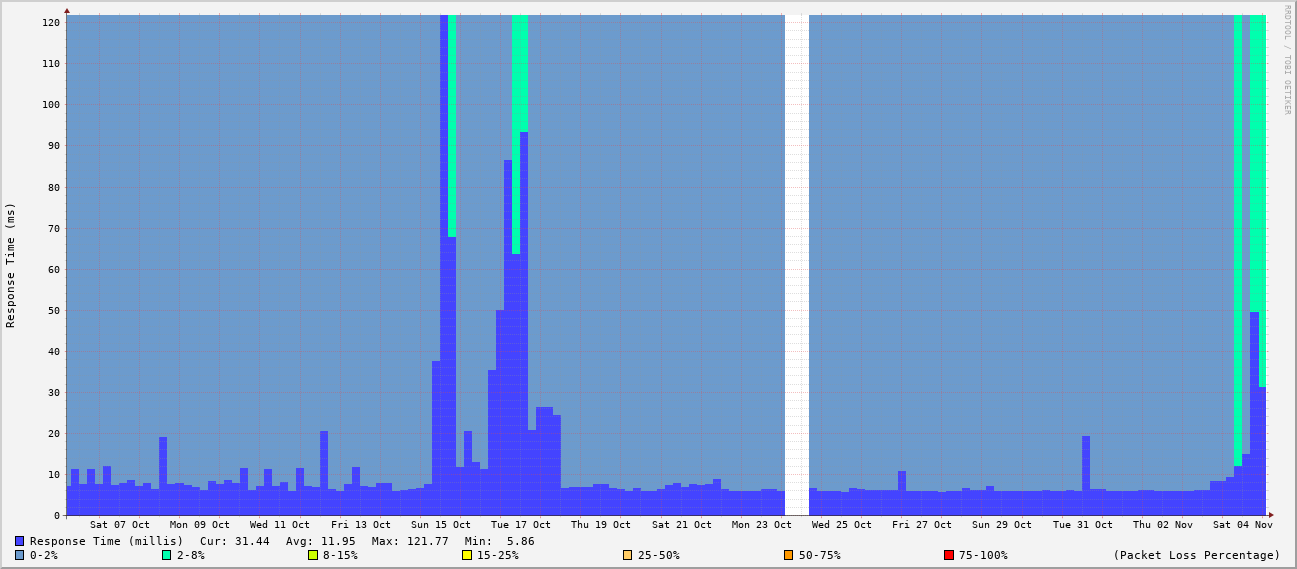 RRDTOOL / TOBI OETIKER
Response Time (ms)
120
110
100
90
80
70
60
50
40
30
20
10
0
Sat 07 Oct Mon 09 Oct Wed 11 Oct Fri 13 Oct Sun 15 Oct Tue 17 Oct Thu 19 Oct Sat 21 Oct Mon 23 Oct Wed 25 Oct Fri 27 Oct Sun 29 Oct Tue 31 Oct Thu 02 Nov Sat 04 Nov
Response Time (millis) Cur: 31.44 Avg: 11.95 Max: 121.77 Min: 5.86
0-2% 2-8% 8-15% 15-25% 25-50% 50-75% 75-100% (Packet Loss Percentage)